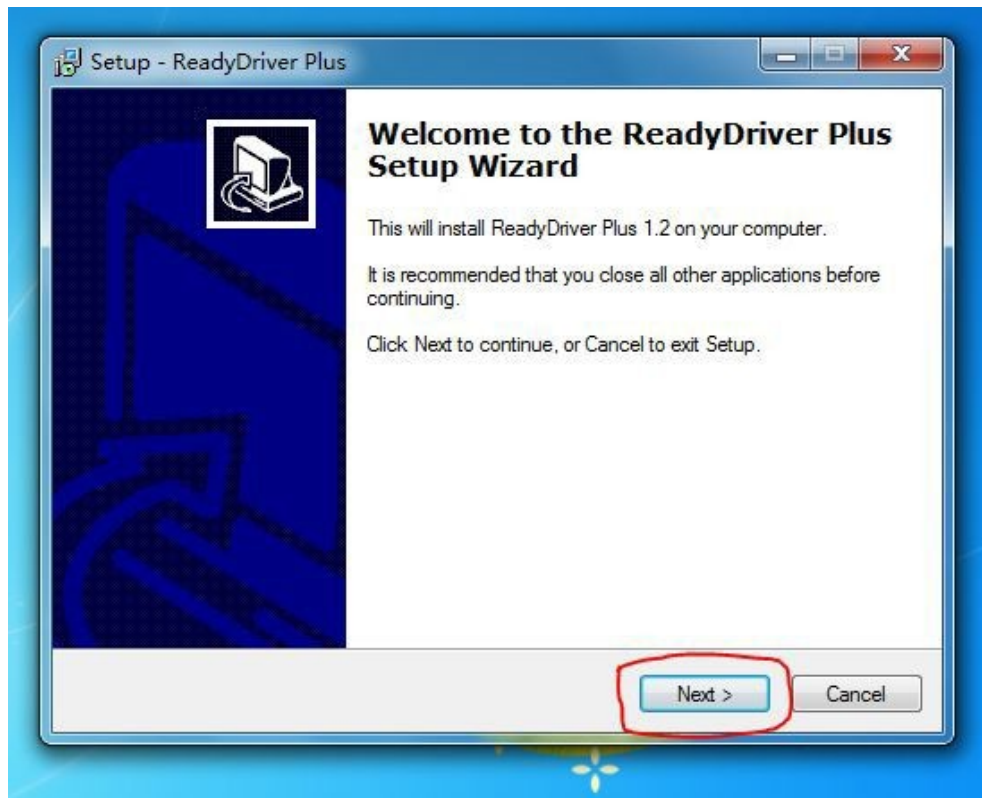 Setup - ReadyDriver Plus
Welcome to the ReadyDriver Plus
Setup Wizard
This will install ReadyDriver Plus 1.2 on your computer.
It is recommended that you close all other applications before
continuing.
Click Next to continue, or Cancel to exit Setup.
Next >
Cancel